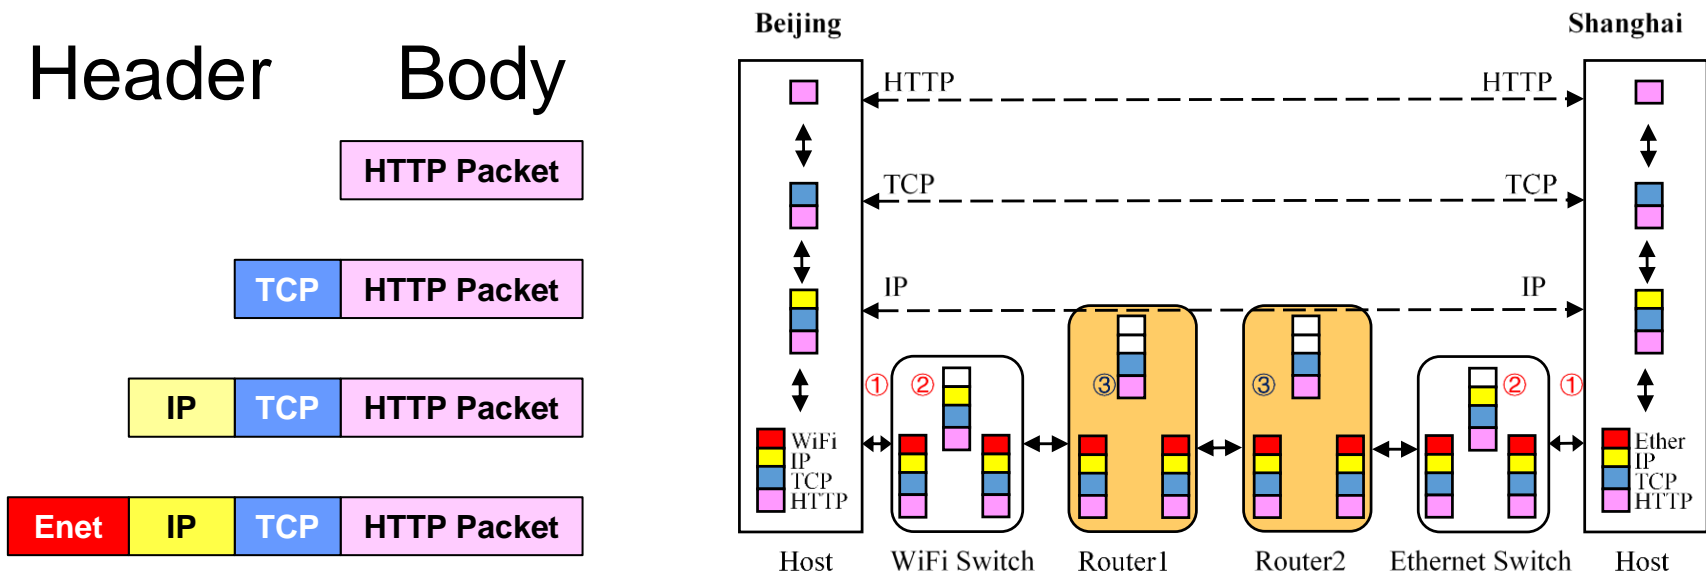 Header Body
HTTP Packet
TCP HTTP Packet
IP TCP HTTP Packet
Enet IP TCP HTTP Packet
Beijing Shanghai
HTTP HTTP
TCP TCP
IP IP
① ② ③ ③ ② ①
WiFi Ether
IP IP
TCP TCP
HTTP HTTP
Host WiFi Switch Router1 Router2 Ethernet Switch Host